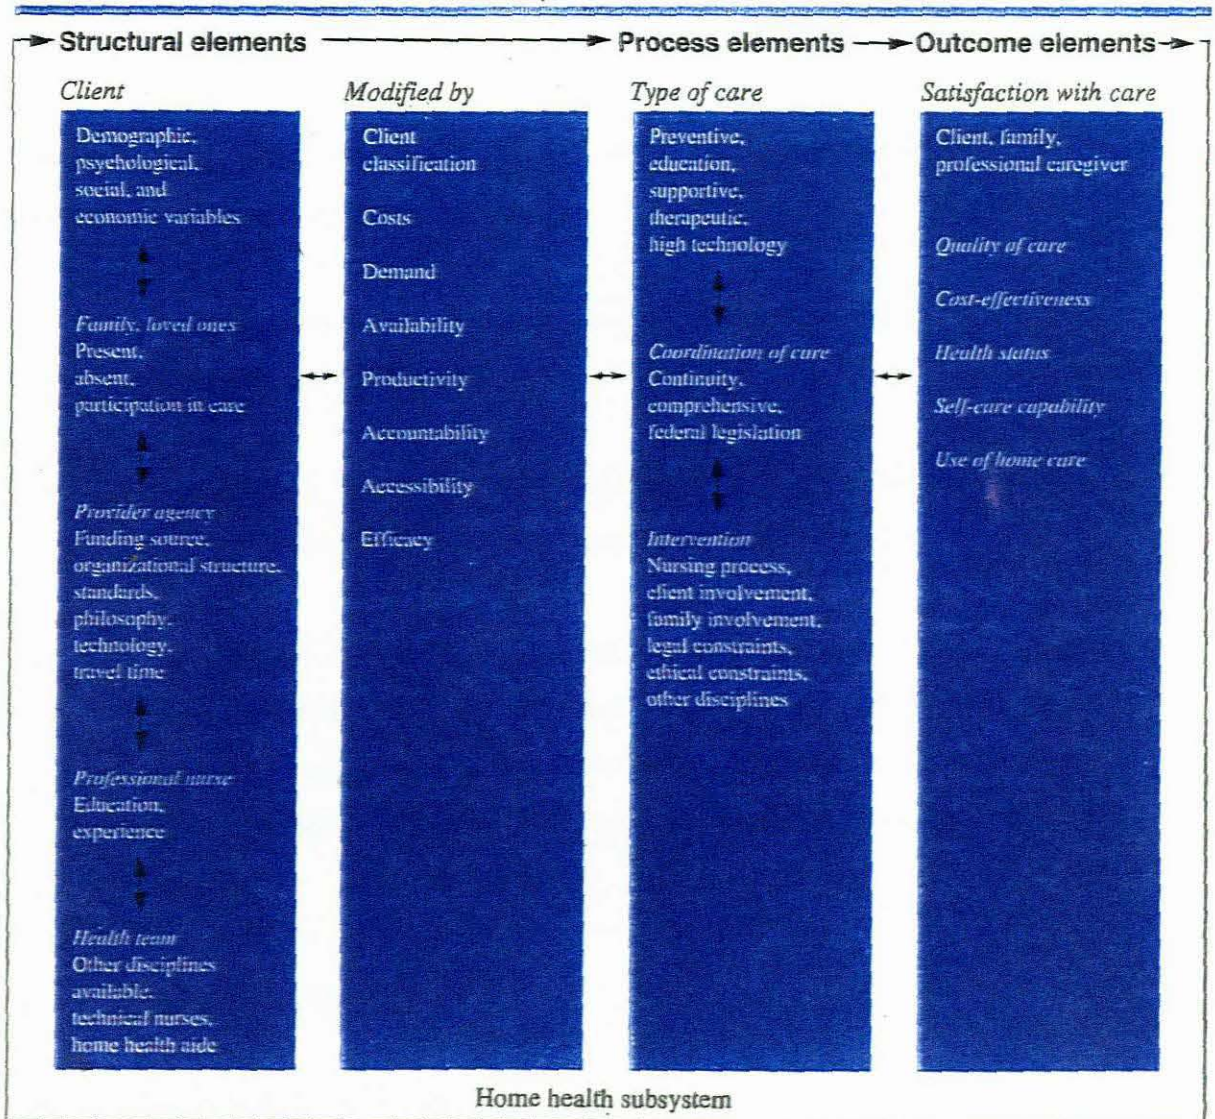 Structural elements
Process elements
Outcome elements
Client
Demographic,
psychological,
social, and
economic variables
Family, loved ones
Present,
absent,
participation in care
Provider agency
Funding source,
organizational structure,
standards,
philosophy,
technology,
travel time
Professional nurse
Education,
experience
Health team
Other disciplines
available,
technical nurses,
home health aide
Modified by
Client
classification
Costs
Demand
Availability
Productivity
Accountability
Accessibility
Efficacy
Type of care
Preventive,
education,
supportive,
therapeutic,
high technology
Coordination of care
Continuity,
comprehensive,
federal legislation
Intervention
Nursing process,
client involvement,
family involvement,
legal constraints,
ethical constraints,
other disciplines
Satisfaction with care
Client, family,
professional caregiver
Quality of care
Cost-effectiveness
Health status
Self-care capability
Use of home care
Home health subsystem